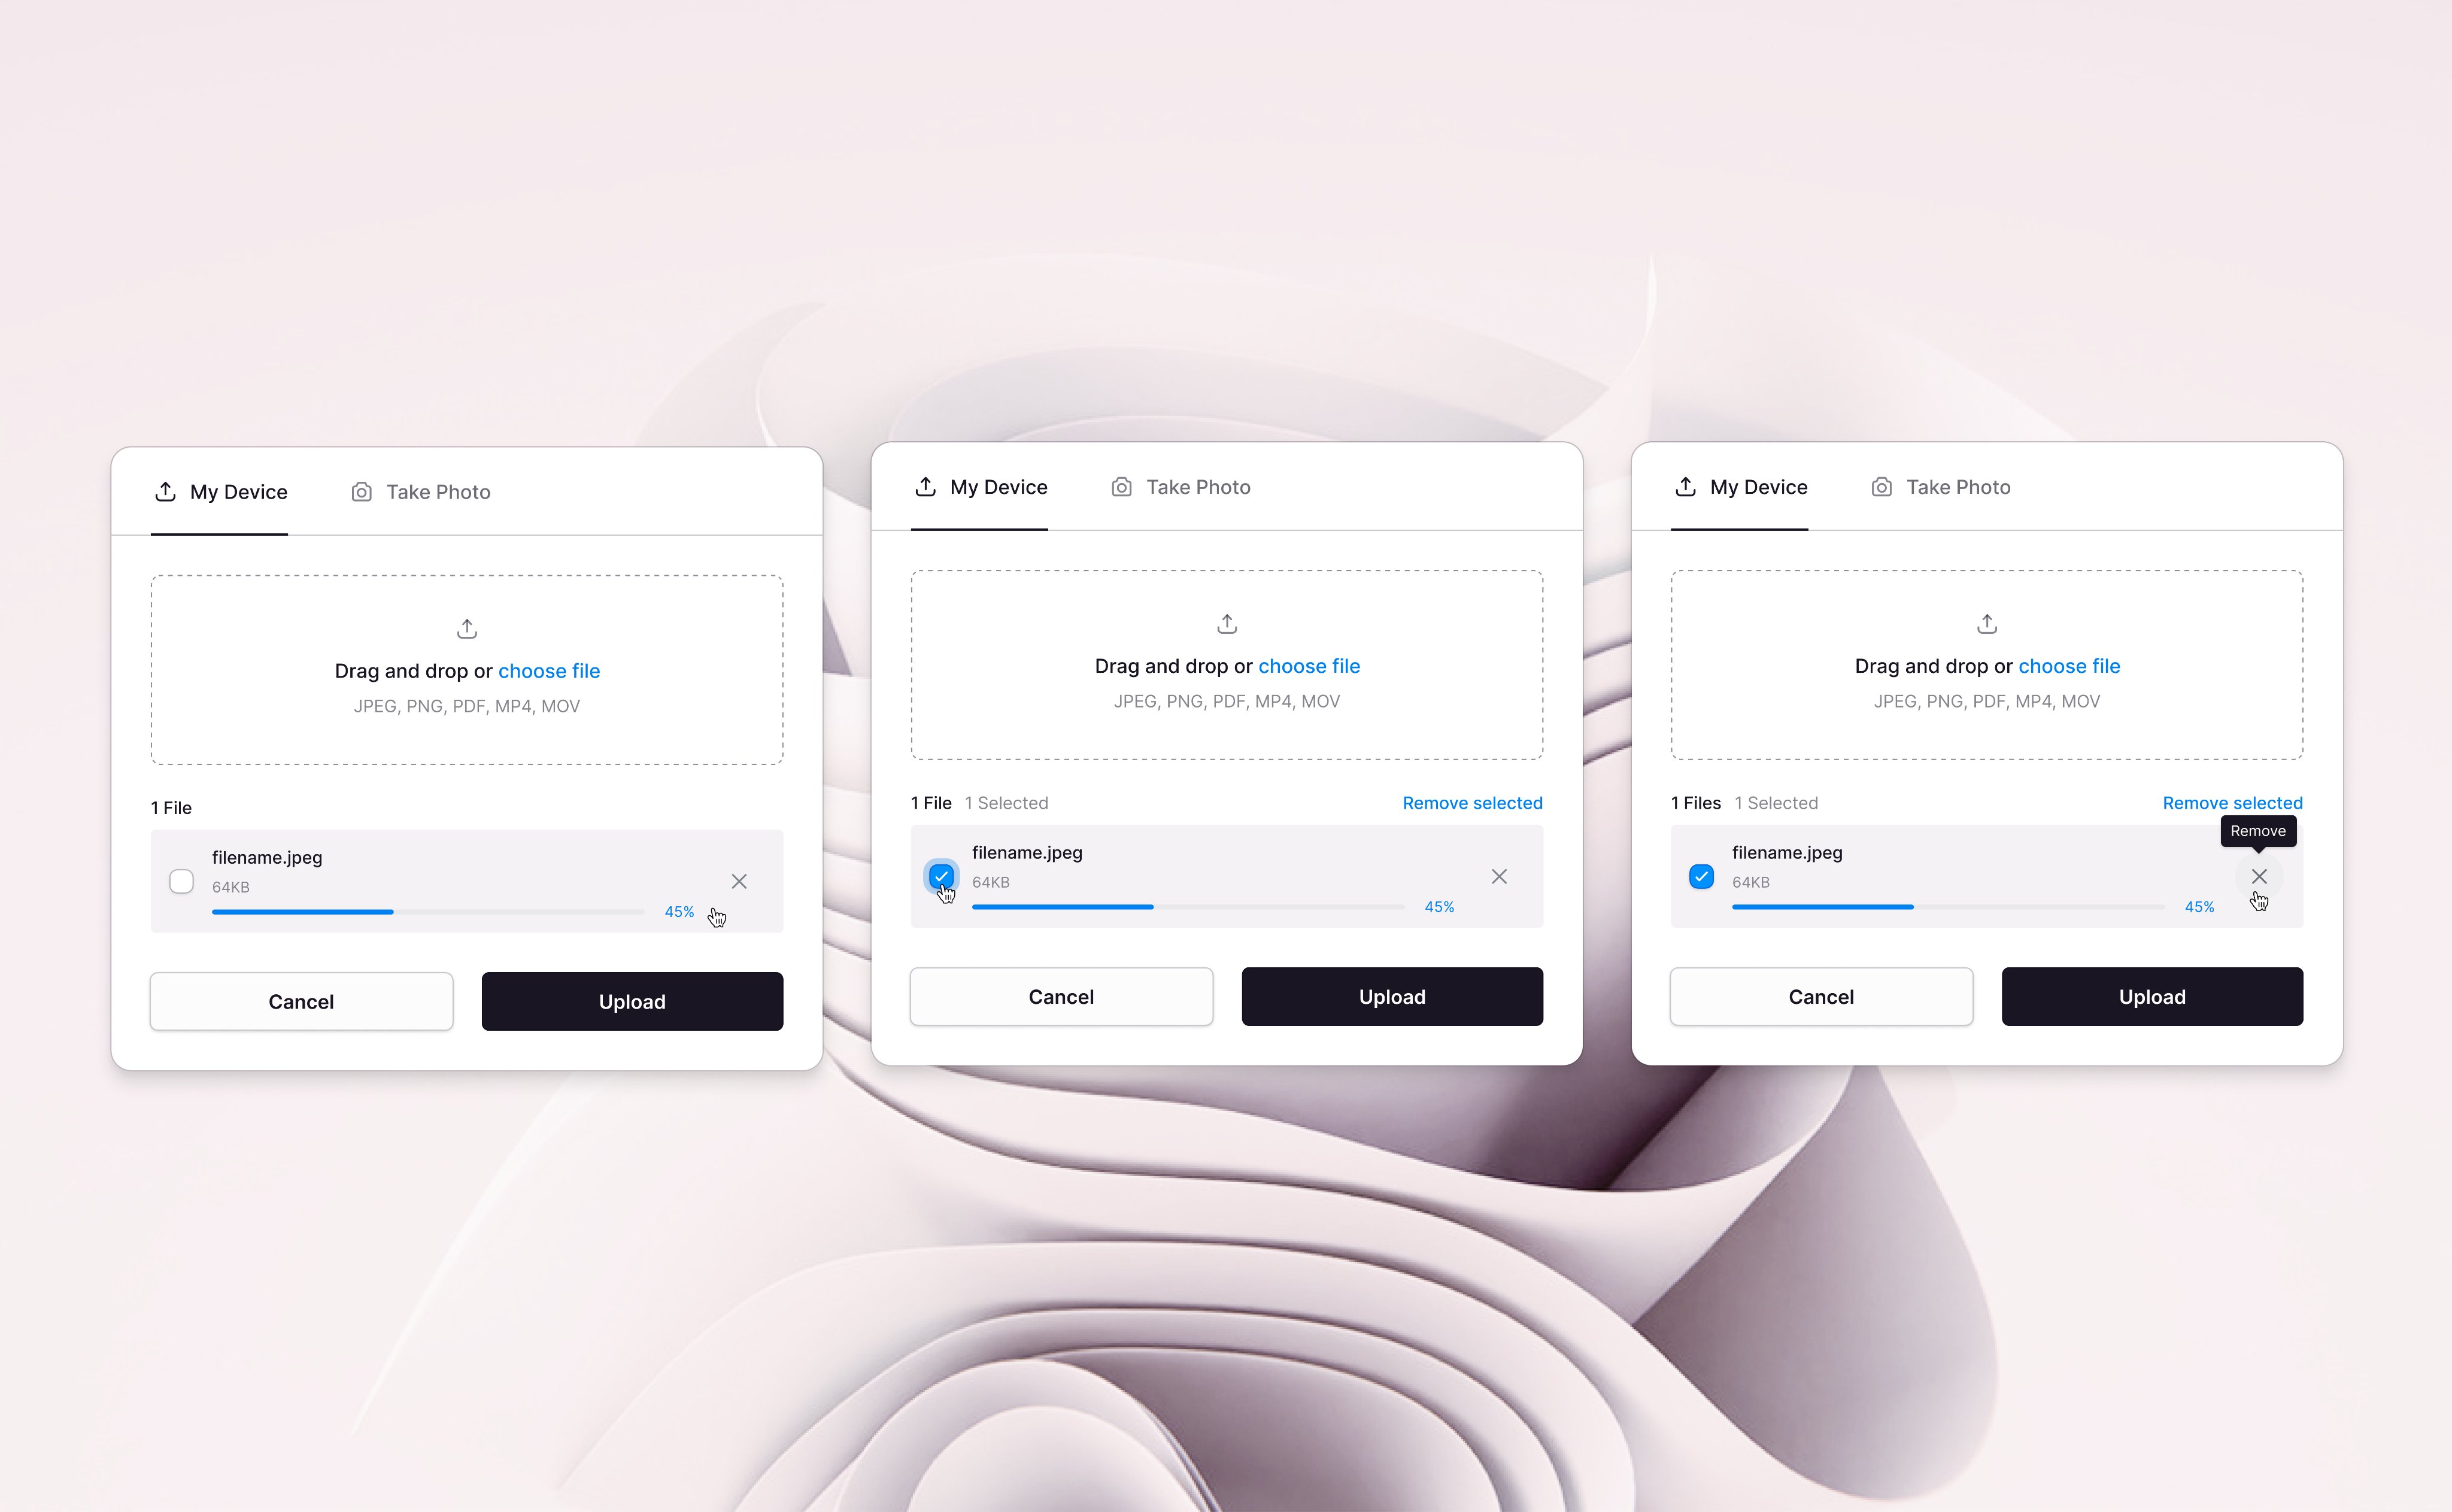 My Device Take Photo
Drag and drop or choose file
JPEG, PNG, PDF, MP4, MOV
1 File
filename.jpeg
64KB
45%
Cancel Upload
My Device Take Photo
Drag and drop or choose file
JPEG, PNG, PDF, MP4, MOV
1 File 1 Selected Remove selected
filename.jpeg
64KB
45%
Cancel Upload
My Device Take Photo
Drag and drop or choose file
JPEG, PNG, PDF, MP4, MOV
1 Files 1 Selected Remove selected
Remove
filename.jpeg
64KB
45%
Cancel Upload